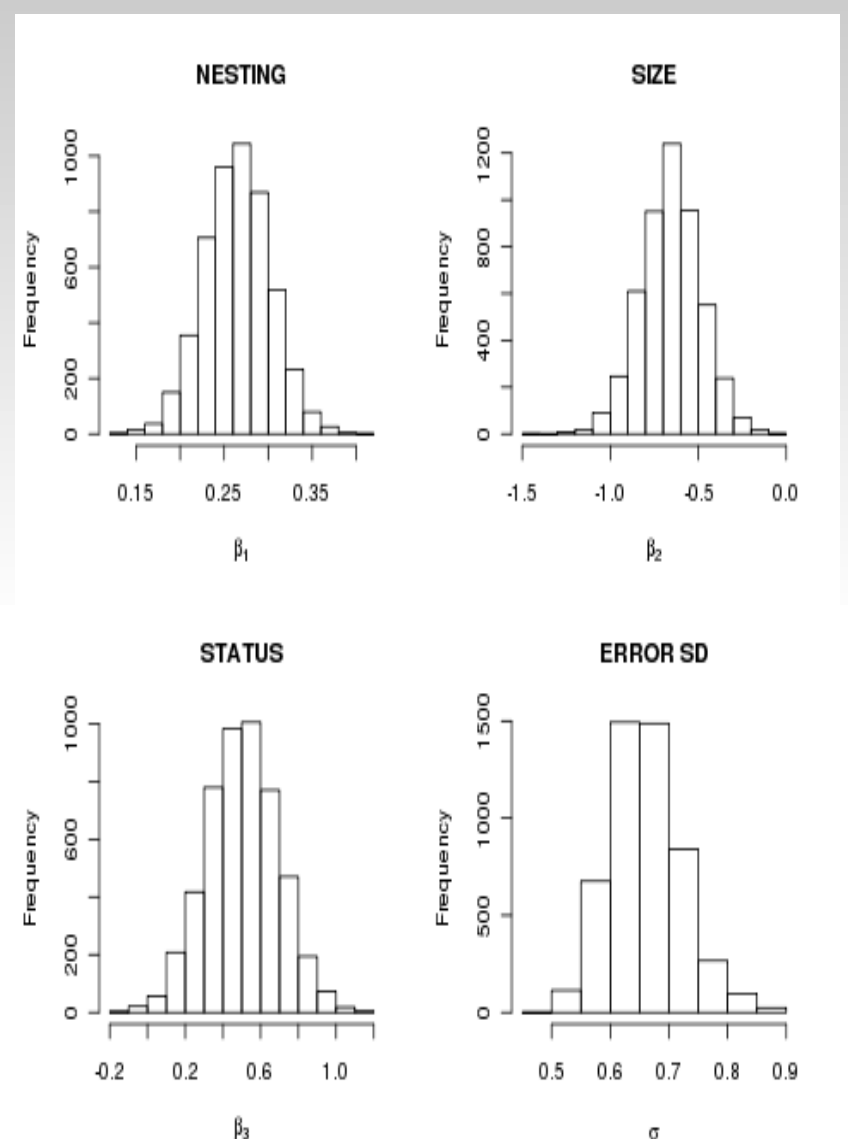 NESTING
Frequency
0 200 600 1000
0.15 0.25 0.35
β₁
SIZE
Frequency
0 400 800 1200
-1.5 -1.0 -0.5 0.0
β₂
STATUS
Frequency
0 200 600 1000
-0.2 0.2 0.6 1.0
β₃
ERROR SD
Frequency
0 500 1000 1500
0.5 0.6 0.7 0.8 0.9
σ